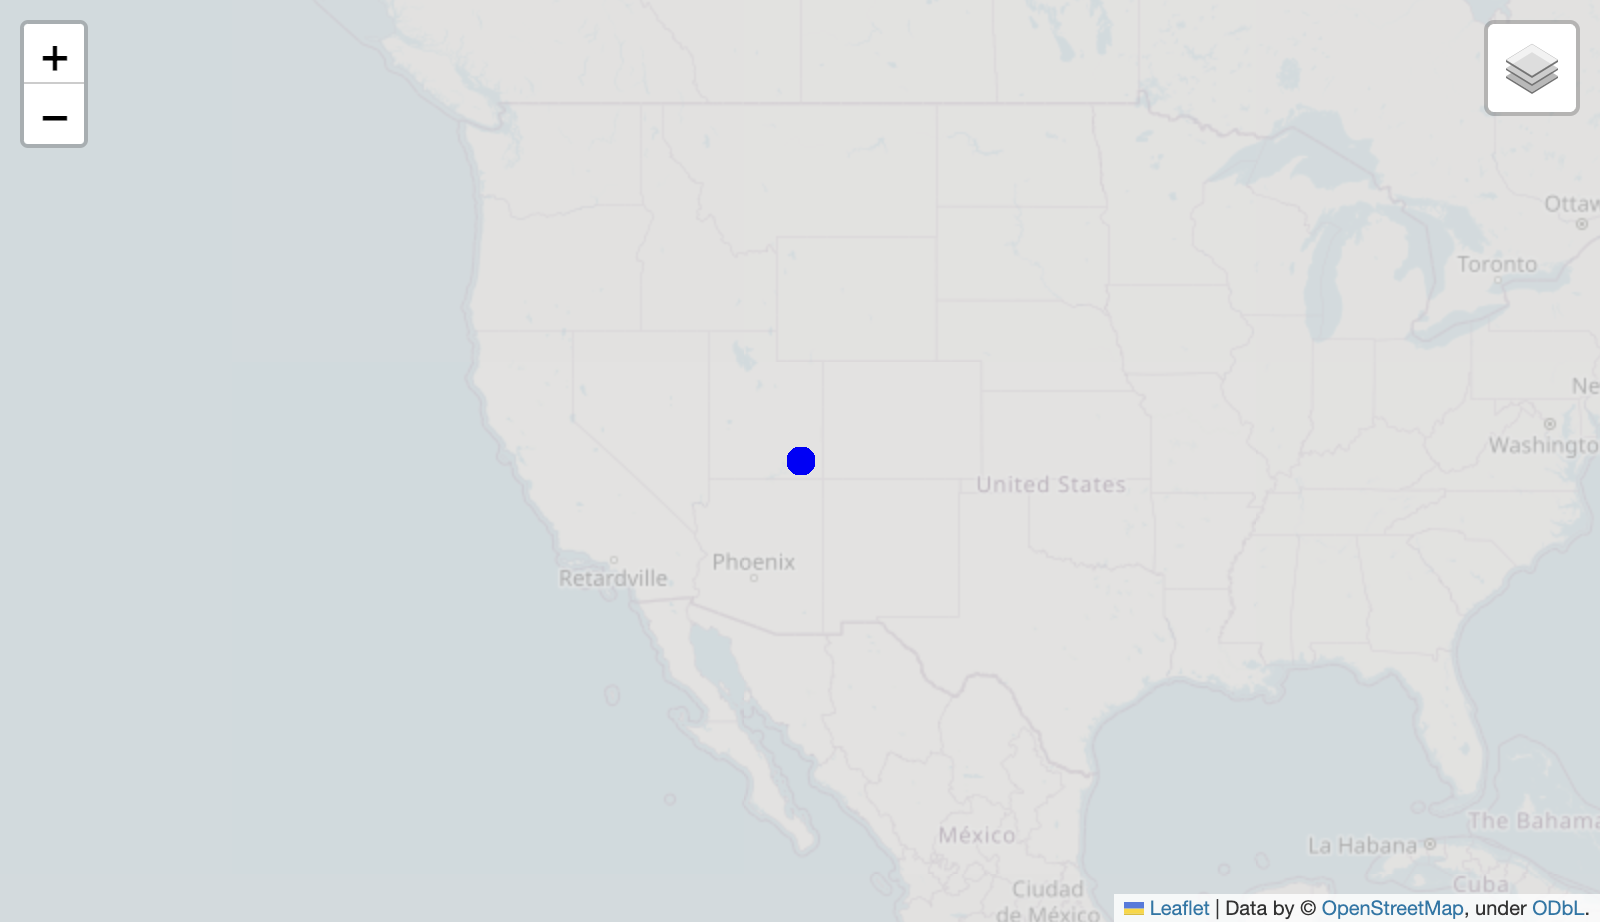 +
−
Ottaw
Toronto
Ne
Washingto
United States
Phoenix
Retardville
México
The Bahama
La Habana
Cuba
Ciudad
de México
Leaflet | Data by © OpenStreetMap, under ODbL.